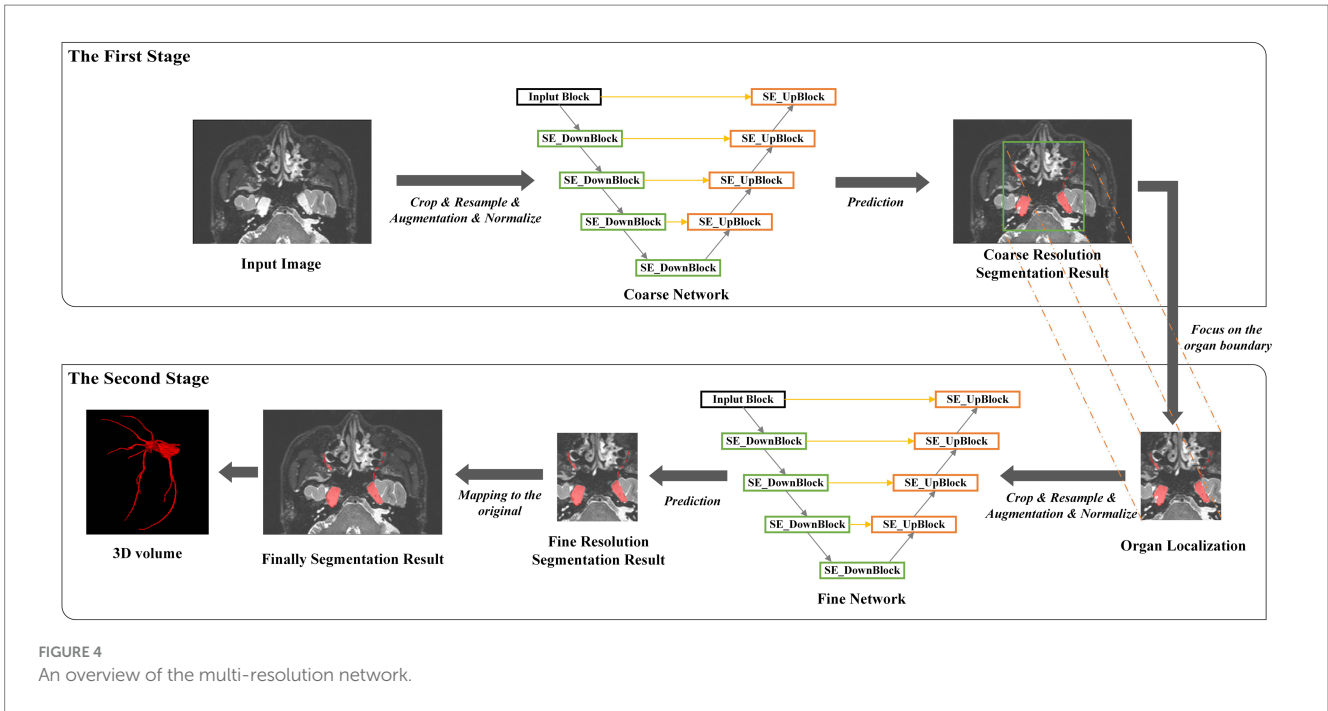 The First Stage
Inplut Block
SE_UpBlock
SE_DownBlock
SE_UpBlock
SE_DownBlock
SE_UpBlock
SE_DownBlock
SE_UpBlock
SE_DownBlock
Crop & Resample &
Augmentation & Normalize
Prediction
Input Image
Coarse Network
Coarse Resolution
Segmentation Result
Focus on the
organ boundary
The Second Stage
Inplut Block
SE_UpBlock
SE_DownBlock
SE_UpBlock
SE_DownBlock
SE_UpBlock
SE_DownBlock
SE_UpBlock
SE_DownBlock
Mapping to the
original
Prediction
Crop & Resample &
Augmentation & Normalize
3D volume
Finally Segmentation Result
Fine Resolution
Segmentation Result
Fine Network
Organ Localization
FIGURE 4
An overview of the multi-resolution network.